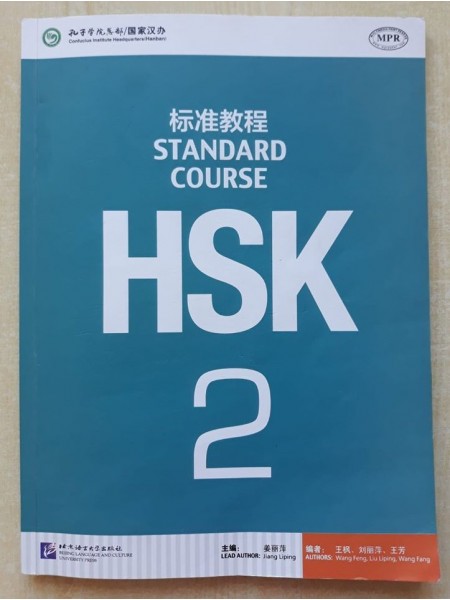 孔子学院总部/国家汉办
Confucius Institute Headquarters(Hanban)
MPR
标准教程
STANDARD
COURSE
HSK
2
北京语言大学出版社
BEIJING LANGUAGE AND CULTURE
UNIVERSITY PRESS
主编： 姜丽萍
LEAD AUTHOR: Jiang Liping
编者： 王枫、刘丽萍、王芳
AUTHORS: Wang Feng, Liu Liping, Wang Fang